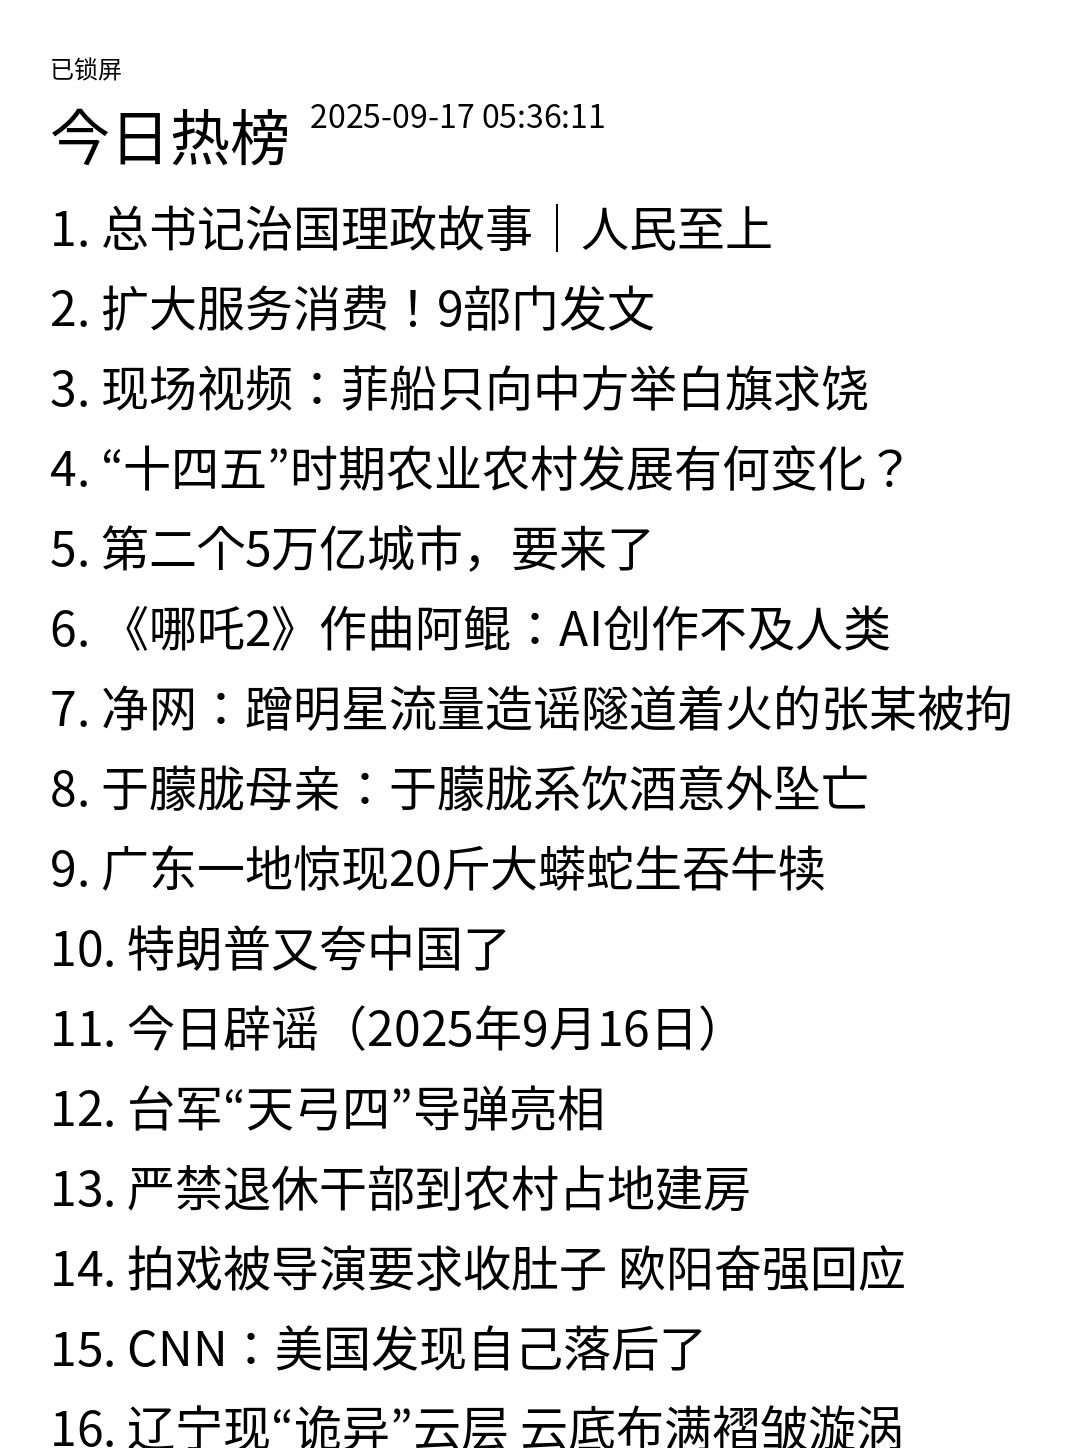 已锁屏
今日热榜 2025-09-17 05:36:11
1. 总书记治国理政故事｜人民至上
2. 扩大服务消费！9部门发文
3. 现场视频：菲船只向中方举白旗求饶
4. “十四五”时期农业农村发展有何变化？
5. 第二个5万亿城市，要来了
6. 《哪吒2》作曲阿鲲：AI创作不及人类
7. 净网：蹭明星流量造谣隧道着火的张某被拘
8. 于朦胧母亲：于朦胧系饮酒意外坠亡
9. 广东一地惊现20斤大蟒蛇生吞牛犊
10. 特朗普又夸中国了
11. 今日辟谣（2025年9月16日）
12. 台军“天弓四”导弹亮相
13. 严禁退休干部到农村占地建房
14. 拍戏被导演要求收肚子 欧阳奋强回应
15. CNN：美国发现自己落后了
16. 辽宁现“诡异”云层 云底布满褶皱漩涡